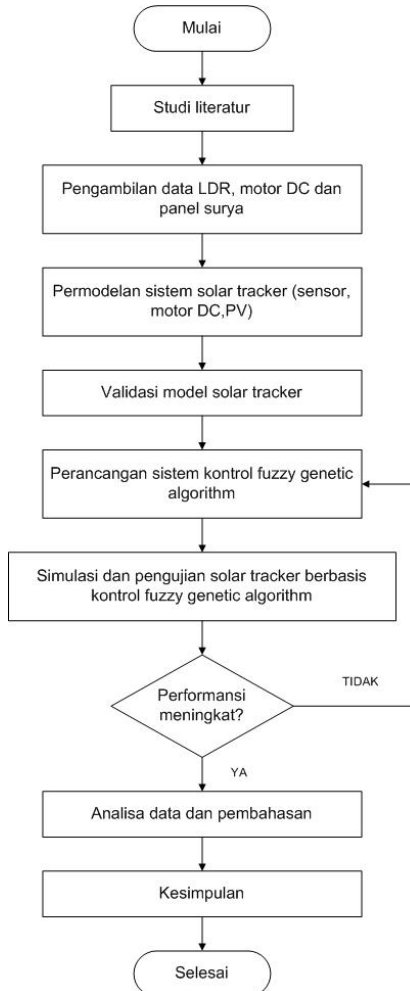 Mulai
Studi literatur
Pengambilan data LDR, motor DC dan
panel surya
Permodelan sistem solar tracker (sensor,
motor DC,PV)
Validasi model solar tracker
Perancangan sistem kontrol fuzzy genetic
algorithm
Simulasi dan pengujian solar tracker berbasis
kontrol fuzzy genetic algorithm
Performansi
meningkat?
TIDAK
YA
Analisa data dan pembahasan
Kesimpulan
Selesai